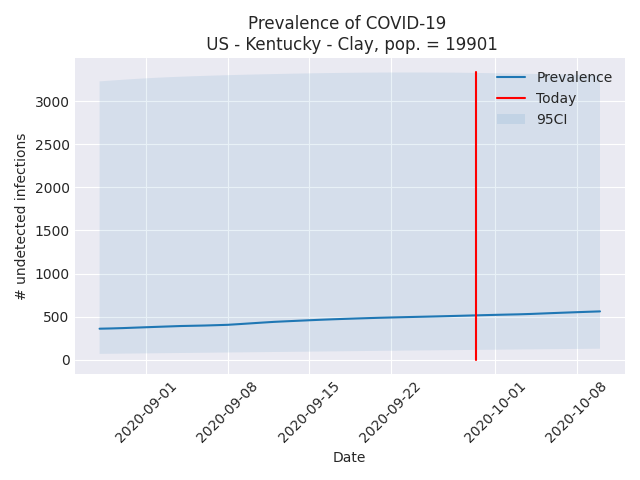 Prevalence of COVID-19
US - Kentucky - Clay, pop. = 19901
Prevalence
Today
95CI
# undetected infections
3000
2500
2000
1500
1000
500
0
2020-09-01
2020-09-08
2020-09-15
2020-09-22
2020-10-01
2020-10-08
Date